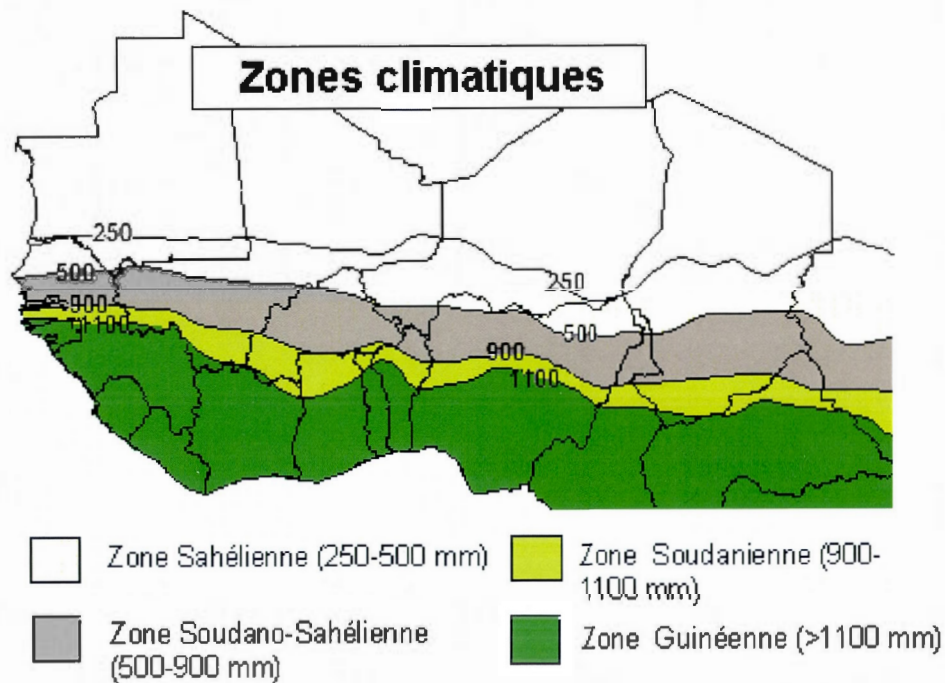 Zones climatiques
250
500
900
1100
250
500
900
1100
Zone Sahélienne (250-500 mm)
Zone Soudanienne (900-
1100 mm)
Zone Soudano-Sahélienne
(500-900 mm)
Zone Guinéenne (>1100 mm)